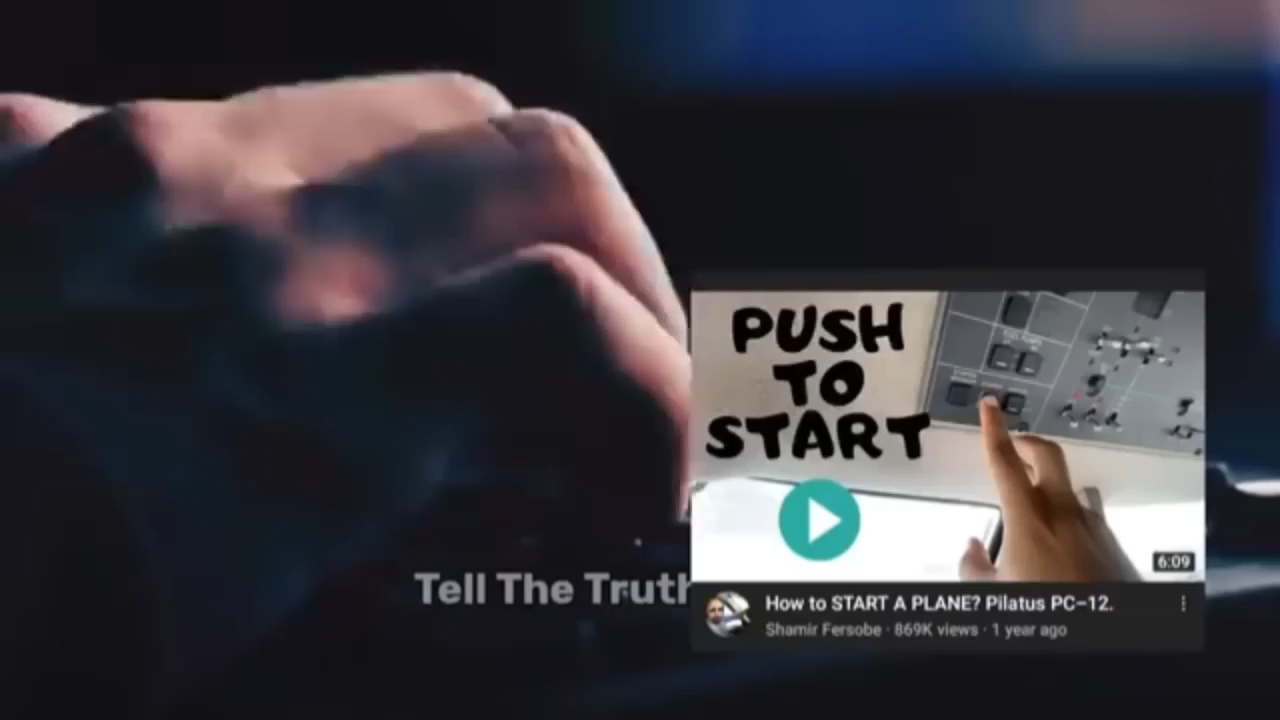 PUSH
TO
START
6:09
Tell The Truth
How to START A PLANE? Pilatus PC-12.
Shamir Fersobe · 869K views · 1 year ago